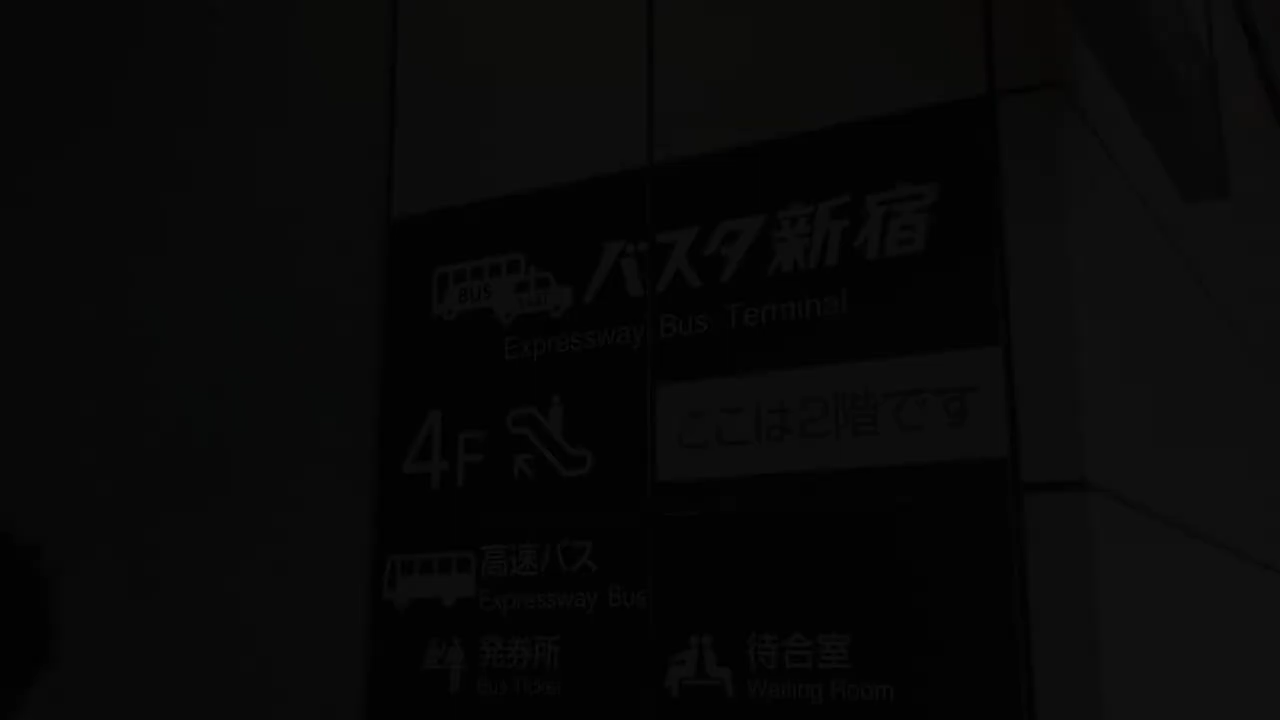 バスタ新宿
BUS TAXI
Expressway Bus Terminal
4F
ここは2階です
高速バス
Expressway Bus
発券所
Bus Ticket
待合室
Waiting Room